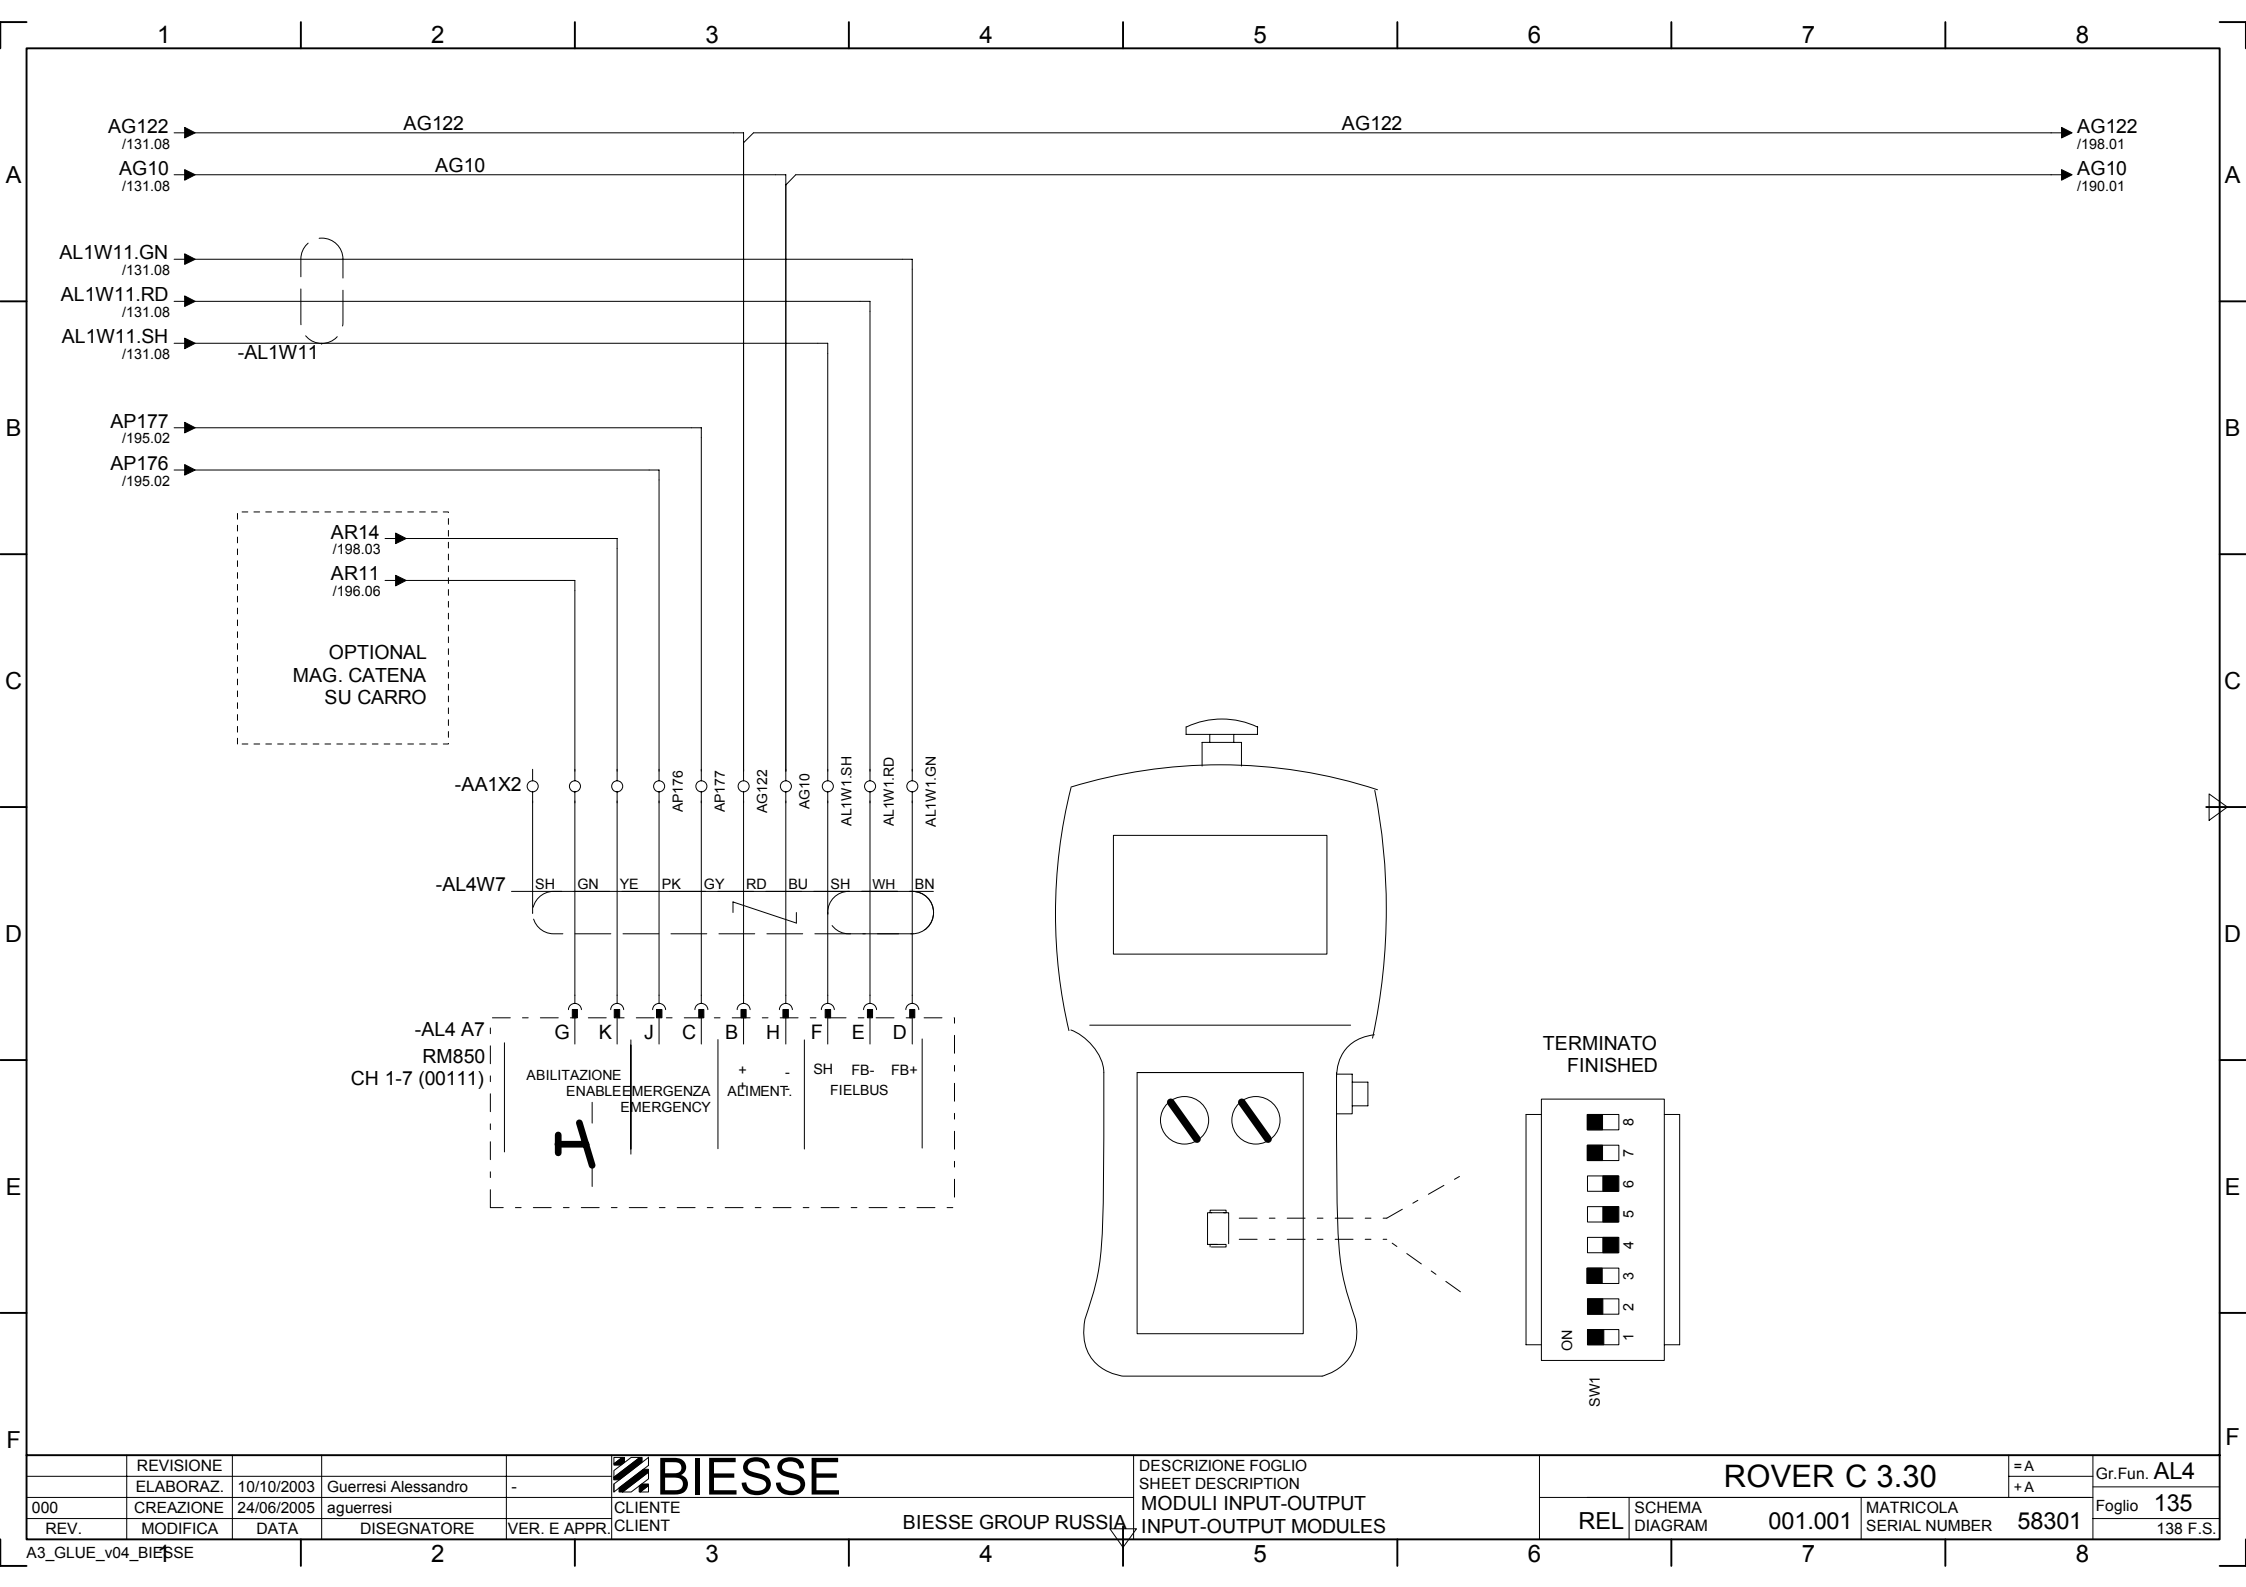 1 2 3 4 5 6 7 8
A
B
C
D
E
F
A
B
C
D
E
F
AG122
/131.08
AG122
AG122
AG122
/198.01
AG10
/131.08
AG10
AG10
/190.01
AL1W11.GN
/131.08
AL1W11.RD
/131.08
AL1W11.SH
/131.08
-AL1W11
AP177
/195.02
AP176
/195.02
AR14
/198.03
AR11
/196.06
OPTIONAL
MAG. CATENA
SU CARRO
-AA1X2
AP176
AP177
AG122
AG10
AL1W1.SH
AL1W1.RD
AL1W1.GN
-AL4W7
SH GN YE PK GY RD BU SH WH BN
-AL4 A7
RM850
CH 1-7 (00111)
G K J C B H F E D
ABILITAZIONE
ENABLE
EMERGENZA
EMERGENCY
+ -
+ -
ALIMENT.
SH FB- FB+
FIELBUS
TERMINATO
FINISHED
8
7
6
5
4
3
2
1
ON
SW1
REVISIONE
ELABORAZ. 10/10/2003 Guerresi Alessandro -
000 CREAZIONE 24/06/2005 aguerresi
REV. MODIFICA DATA DISEGNATORE VER. E APPR.
BIESSE
CLIENTE
CLIENT
BIESSE GROUP RUSSIA
DESCRIZIONE FOGLIO
SHEET DESCRIPTION
MODULI INPUT-OUTPUT
INPUT-OUTPUT MODULES
ROVER C 3.30
REL
SCHEMA
DIAGRAM
001.001
MATRICOLA
SERIAL NUMBER
58301
= A
+ A
Gr.Fun. AL4
Foglio 135
138 F.S.
A3_GLUE_v04_BIESSE
1 2 3 4 5 6 7 8